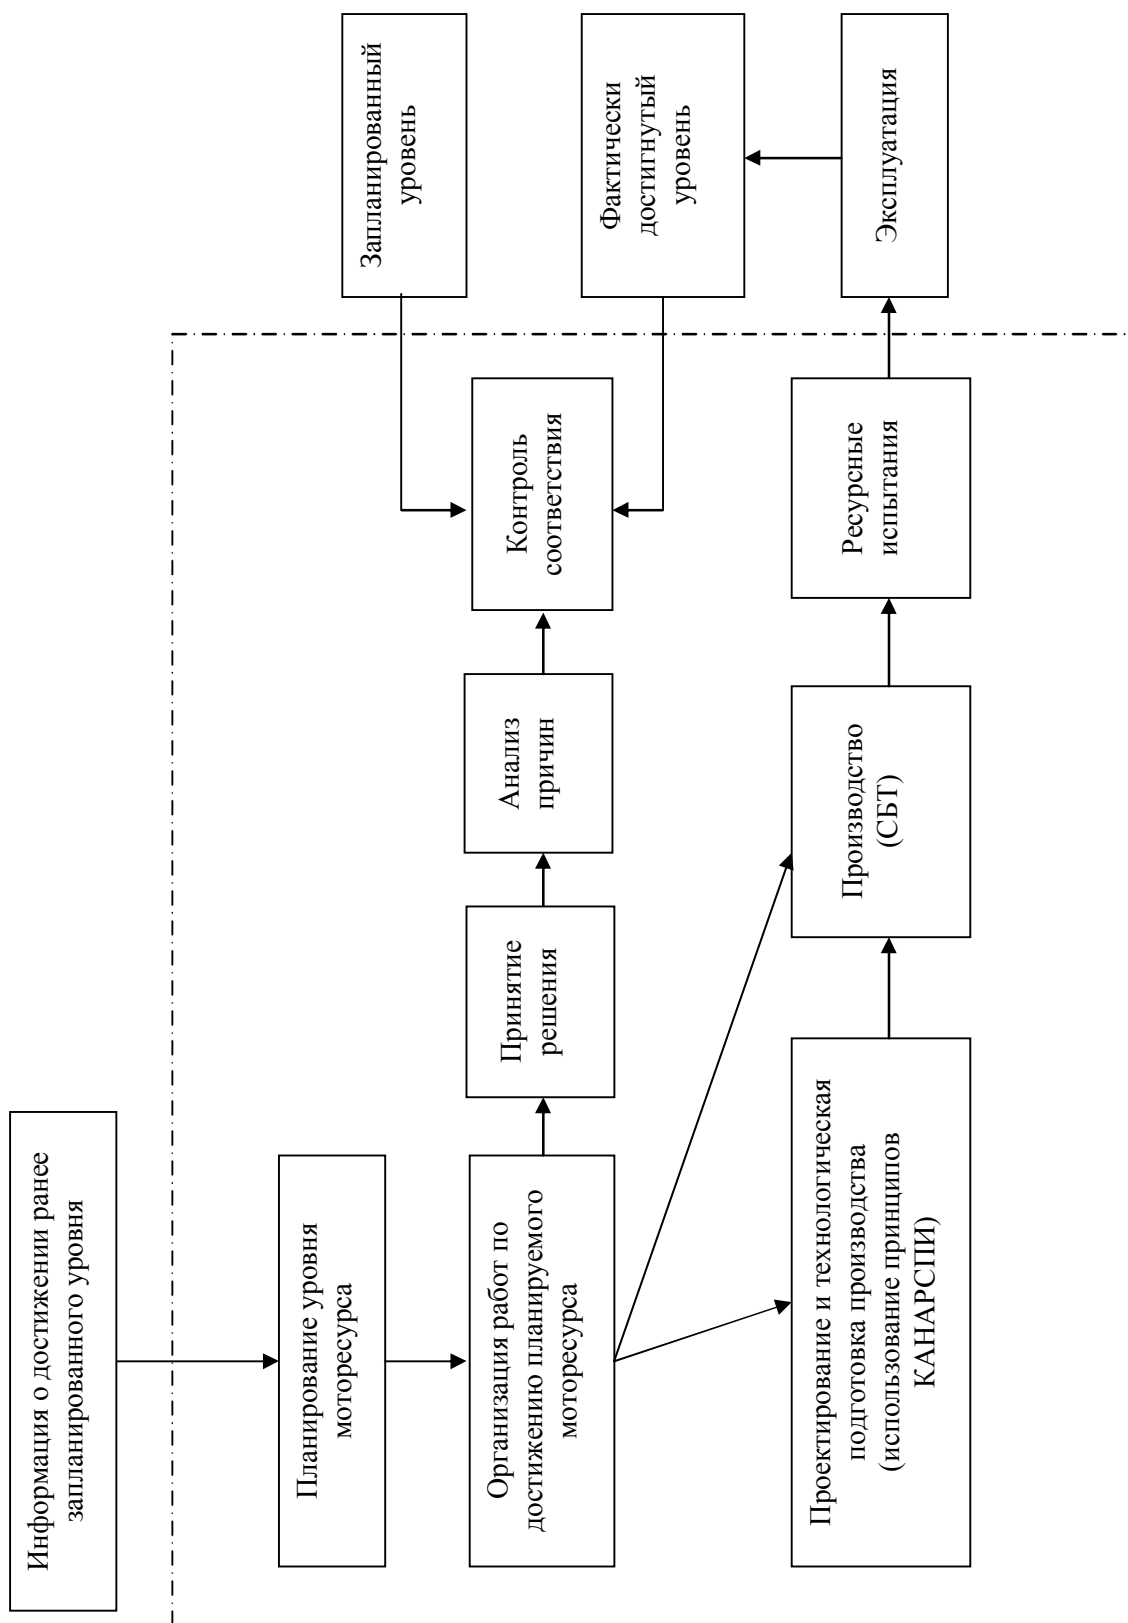 Информация о достижении ранее
запланированного уровня
Планирование уровня
моторесурса
Организация работ по
достижению планируемого
моторесурса
Принятие
решения
Анализ
причин
Контроль
соответствия
Запланированный
уровень
Фактически
достигнутый
уровень
Проектирование и технологическая
подготовка производства
(использование принципов
КАНАРСПИ)
Производство
(СБТ)
Ресурсные
испытания
Эксплуатация